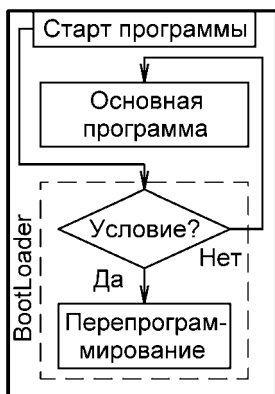 Старт программы
Основная
программа
BootLoader
Условие?
Нет
Да
Перепрограм-
мирование